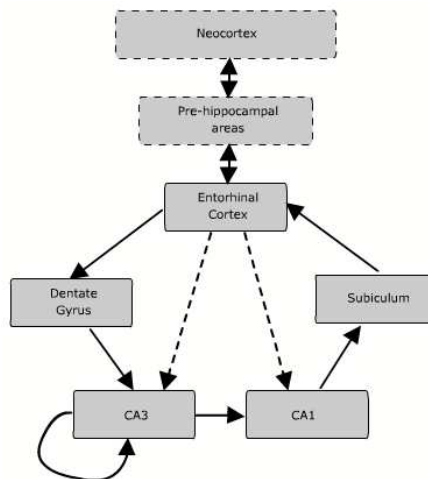 Neocortex
Pre-hippocampal
areas
Entorhinal
Cortex
Dentate
Gyrus
Subiculum
CA3
CA1